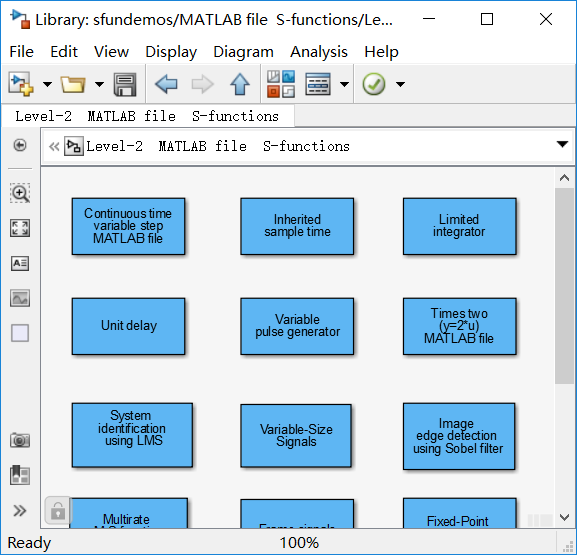 Library: sfundemos/MATLAB file S-functions/Le...
File Edit View Display Diagram Analysis Help
Level-2 MATLAB file S-functions
Level-2 MATLAB file S-functions
Continuous time
variable step
MATLAB file
Inherited
sample time
Limited
integrator
Unit delay
Variable
pulse generator
Times two
(y=2*u)
MATLAB file
System
identification
using LMS
Variable-Size
Signals
Image
edge detection
using Sobel filter
Multirate
Frame signals
Fixed-Point
Ready 100%